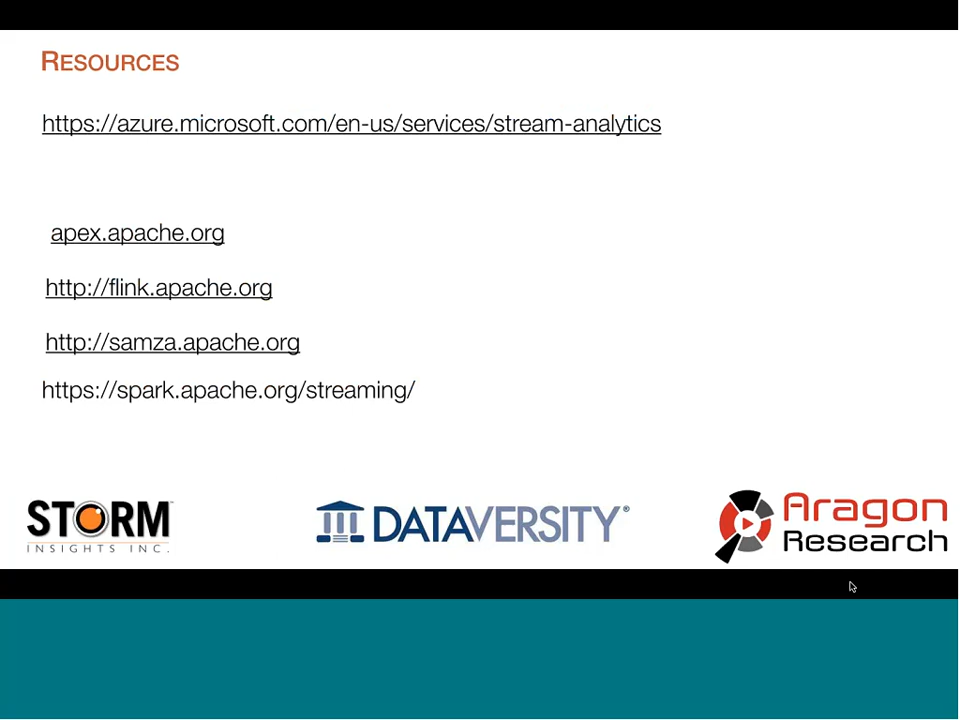 RESOURCES
https://azure.microsoft.com/en-us/services/stream-analytics
apex.apache.org
http://flink.apache.org
http://samza.apache.org
https://spark.apache.org/streaming/
STORM™
INSIGHTS INC.
DATAVERSITY®
Aragon
Research